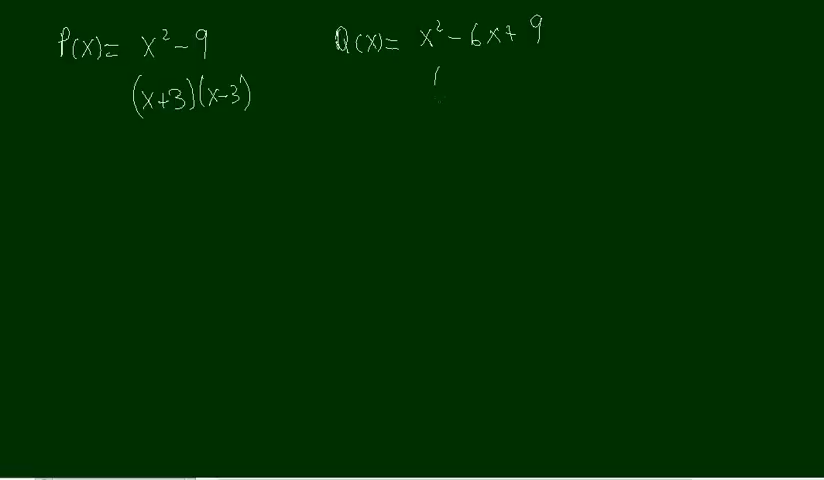 P(x)= x² - 9
Q(x)= x² - 6x + 9
(x+3)(x-3)
(